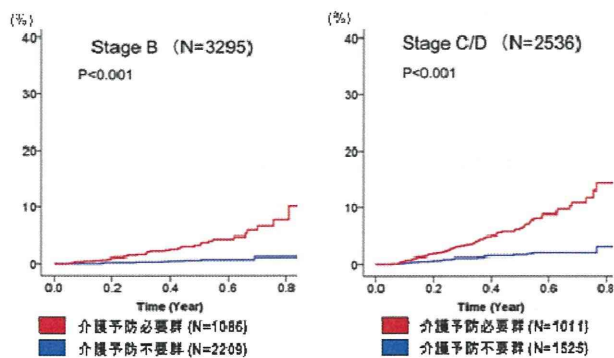 (%)
Stage B (N=3295)
P<0.001
40
30
20
10
0
0.0 0.2 0.4 0.6 0.8
Time (Year)
介護予防必要群 (N=1086)
介護予防不要群 (N=2209)
(%)
Stage C/D (N=2536)
P<0.001
40
30
20
10
0
0.0 0.2 0.4 0.6 0.8
Time (Year)
介護予防必要群 (N=1011)
介護予防不要群 (N=1525)